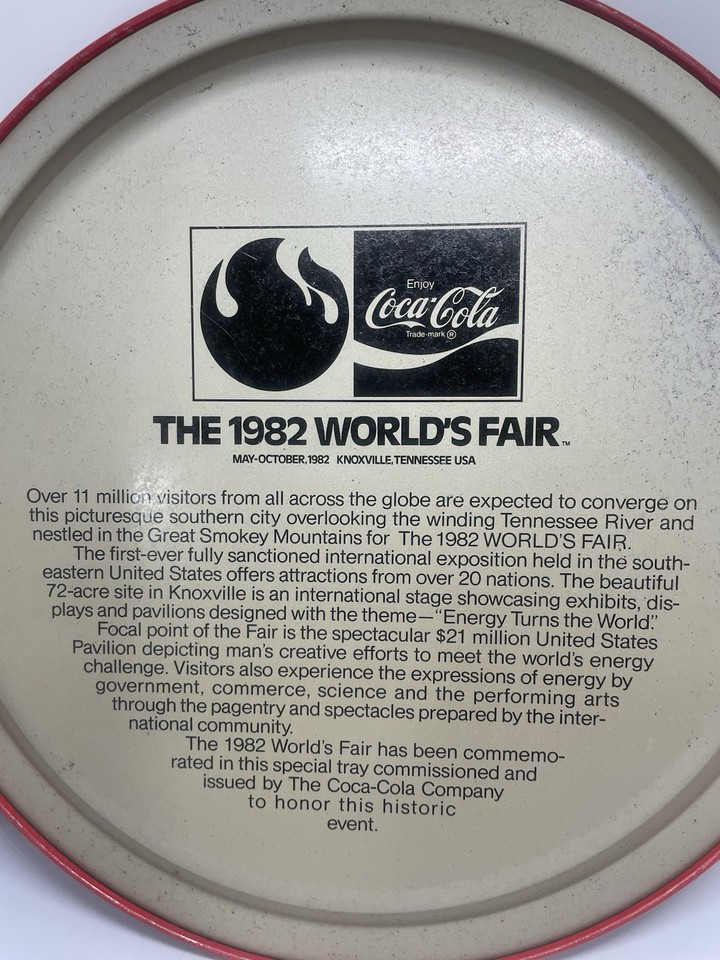 Enjoy
Coca-Cola
Trade-mark ®
THE 1982 WORLD'S FAIR™
MAY-OCTOBER, 1982 KNOXVILLE, TENNESSEE USA
Over 11 million visitors from all across the globe are expected to converge on
this picturesque southern city overlooking the winding Tennessee River and
nestled in the Great Smokey Mountains for The 1982 WORLD'S FAIR.
The first-ever fully sanctioned international exposition held in the south-
eastern United States offers attractions from over 20 nations. The beautiful
72-acre site in Knoxville is an international stage showcasing exhibits, dis-
plays and pavilions designed with the theme—"Energy Turns the World."
Focal point of the Fair is the spectacular $21 million United States
Pavilion depicting man's creative efforts to meet the world's energy
challenge. Visitors also experience the expressions of energy by
government, commerce, science and the performing arts
through the pagentry and spectacles prepared by the inter-
national community.
The 1982 World's Fair has been commemo-
rated in this special tray commissioned and
issued by The Coca-Cola Company
to honor this historic
event.